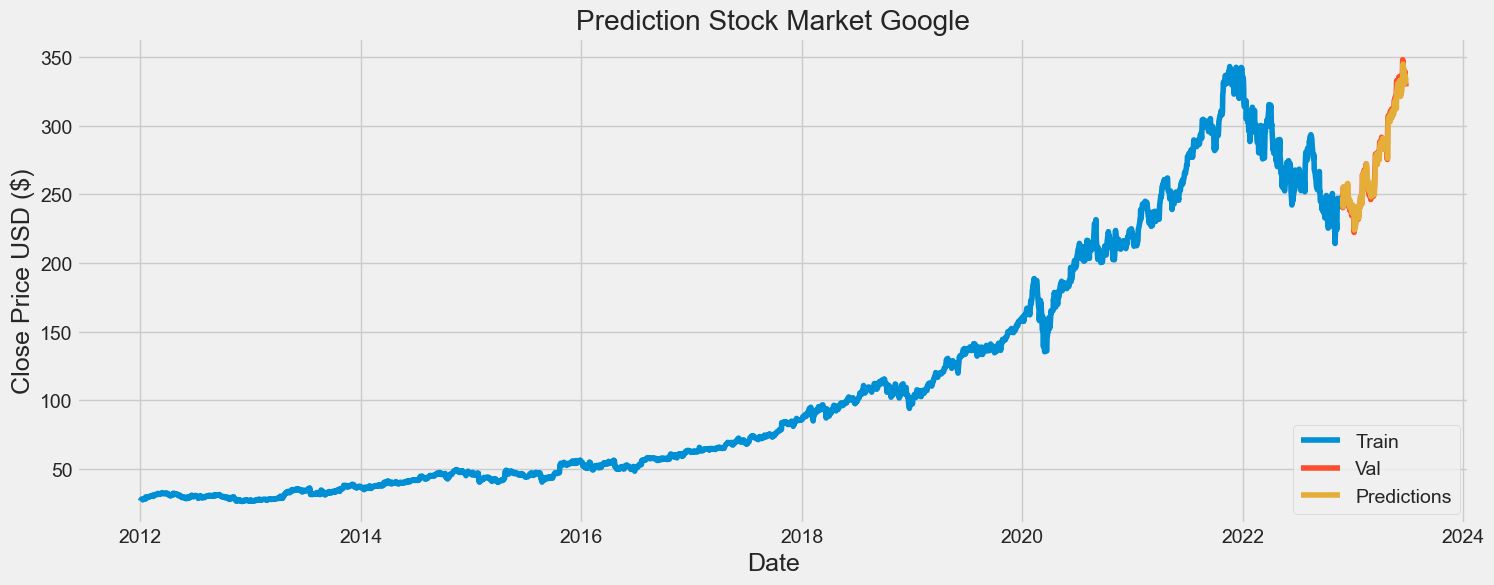 Prediction Stock Market Google
Close Price USD ($)
350
300
250
200
150
100
50
2012 2014 2016 2018 2020 2022 2024
Date
Train
Val
Predictions